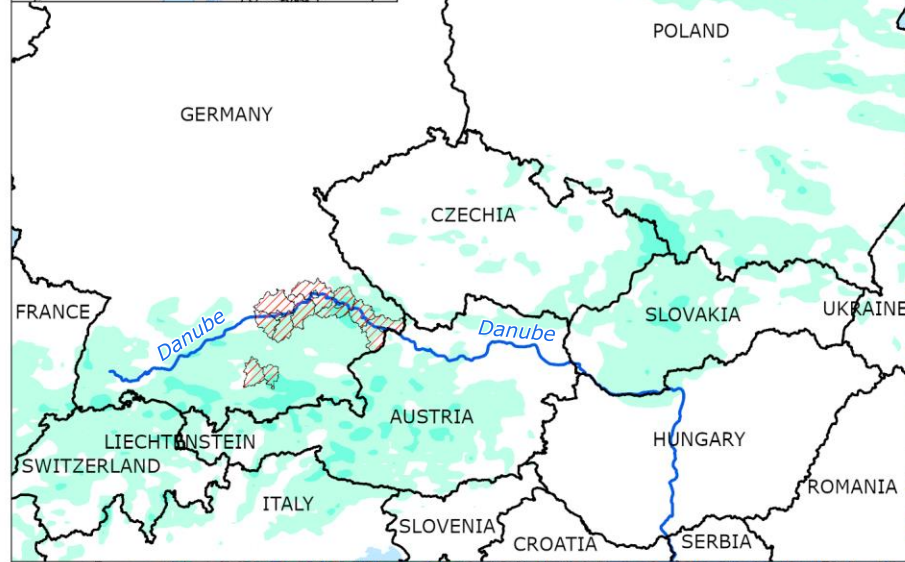 POLAND
GERMANY
CZECHIA
FRANCE
SLOVAKIA
UKRAINE
Danube
Danube
AUSTRIA
LIECHTENSTEIN
HUNGARY
SWITZERLAND
ROMANIA
ITALY
SLOVENIA
CROATIA
SERBIA